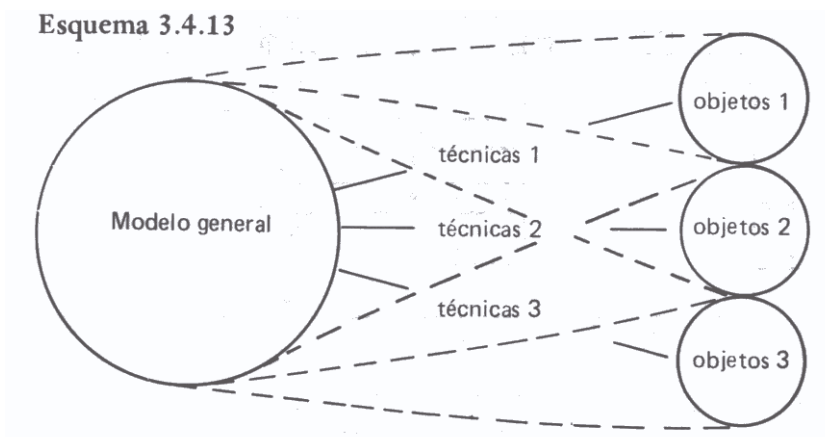 Esquema 3.4.13
objetos 1
técnicas 1
Modelo general
técnicas 2
objetos 2
técnicas 3
objetos 3